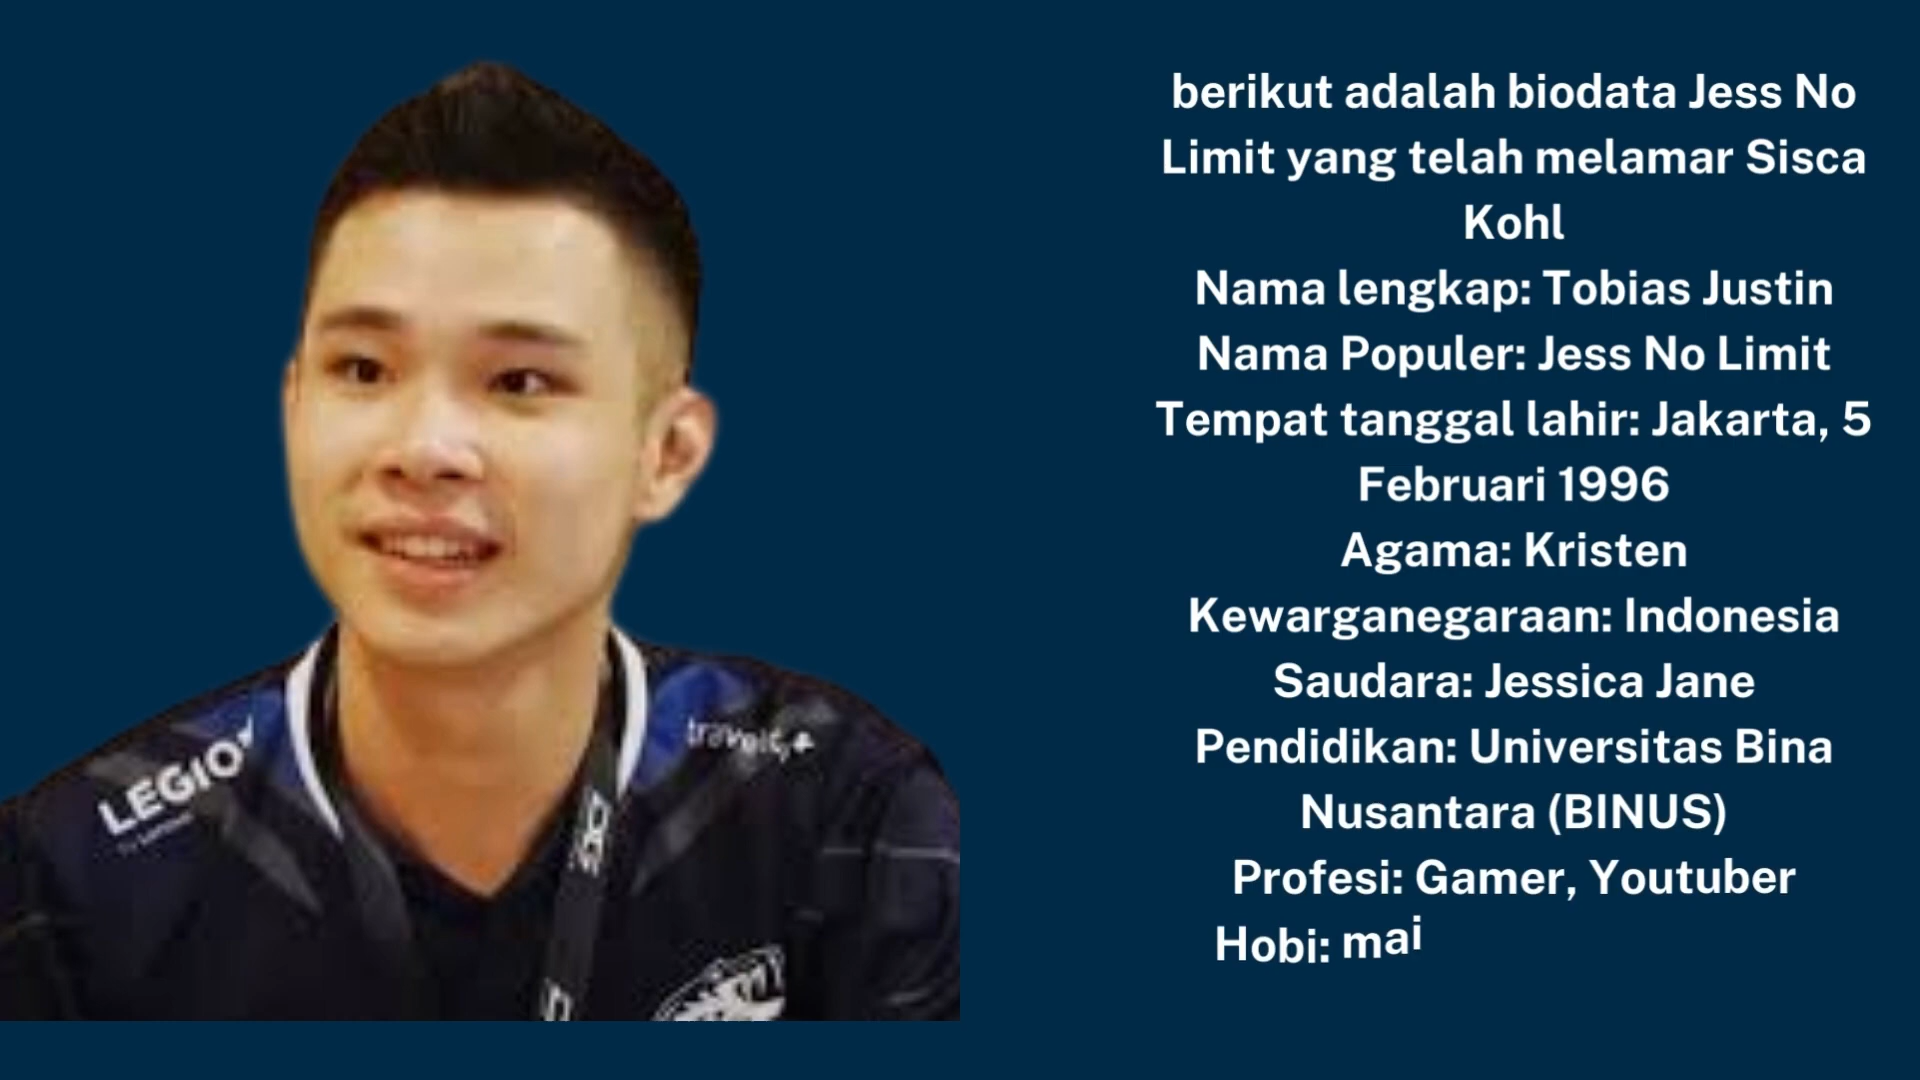 berikut adalah biodata Jess No
Limit yang telah melamar Sisca
Kohl
Nama lengkap: Tobias Justin
Nama Populer: Jess No Limit
Tempat tanggal lahir: Jakarta, 5
Februari 1996
Agama: Kristen
Kewarganegaraan: Indonesia
Saudara: Jessica Jane
Pendidikan: Universitas Bina
Nusantara (BINUS)
Profesi: Gamer, Youtuber
Hobi: mai
LEGIO